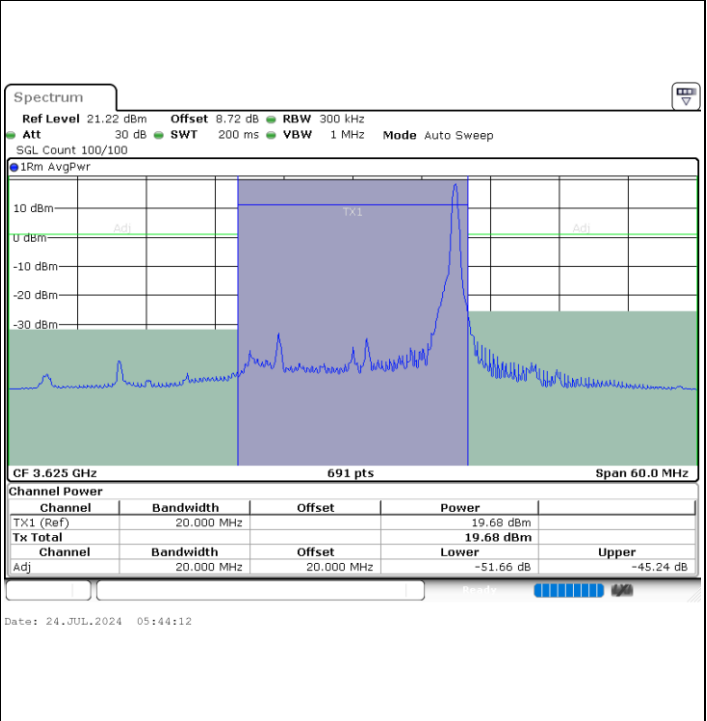 Spectrum
Ref Level 21.22 dBm Offset 8.72 dB RBW 300 kHz
Att 30 dB SWT 200 ms VBW 1 MHz Mode Auto Sweep
SGL Count 100/100
1Rm AvgPwr
10 dBm
TX1
Adj
Adj
0 dBm
-10 dBm
-20 dBm
-30 dBm
CF 3.625 GHz 691 pts Span 60.0 MHz
Channel Power
Channel Bandwidth Offset Power
TX1 (Ref) 20.000 MHz 19.68 dBm
Tx Total 19.68 dBm
Channel Bandwidth Offset Lower Upper
Adj 20.000 MHz 20.000 MHz -51.66 dB -45.24 dB
Ready
Date: 24.JUL.2024 05:44:12